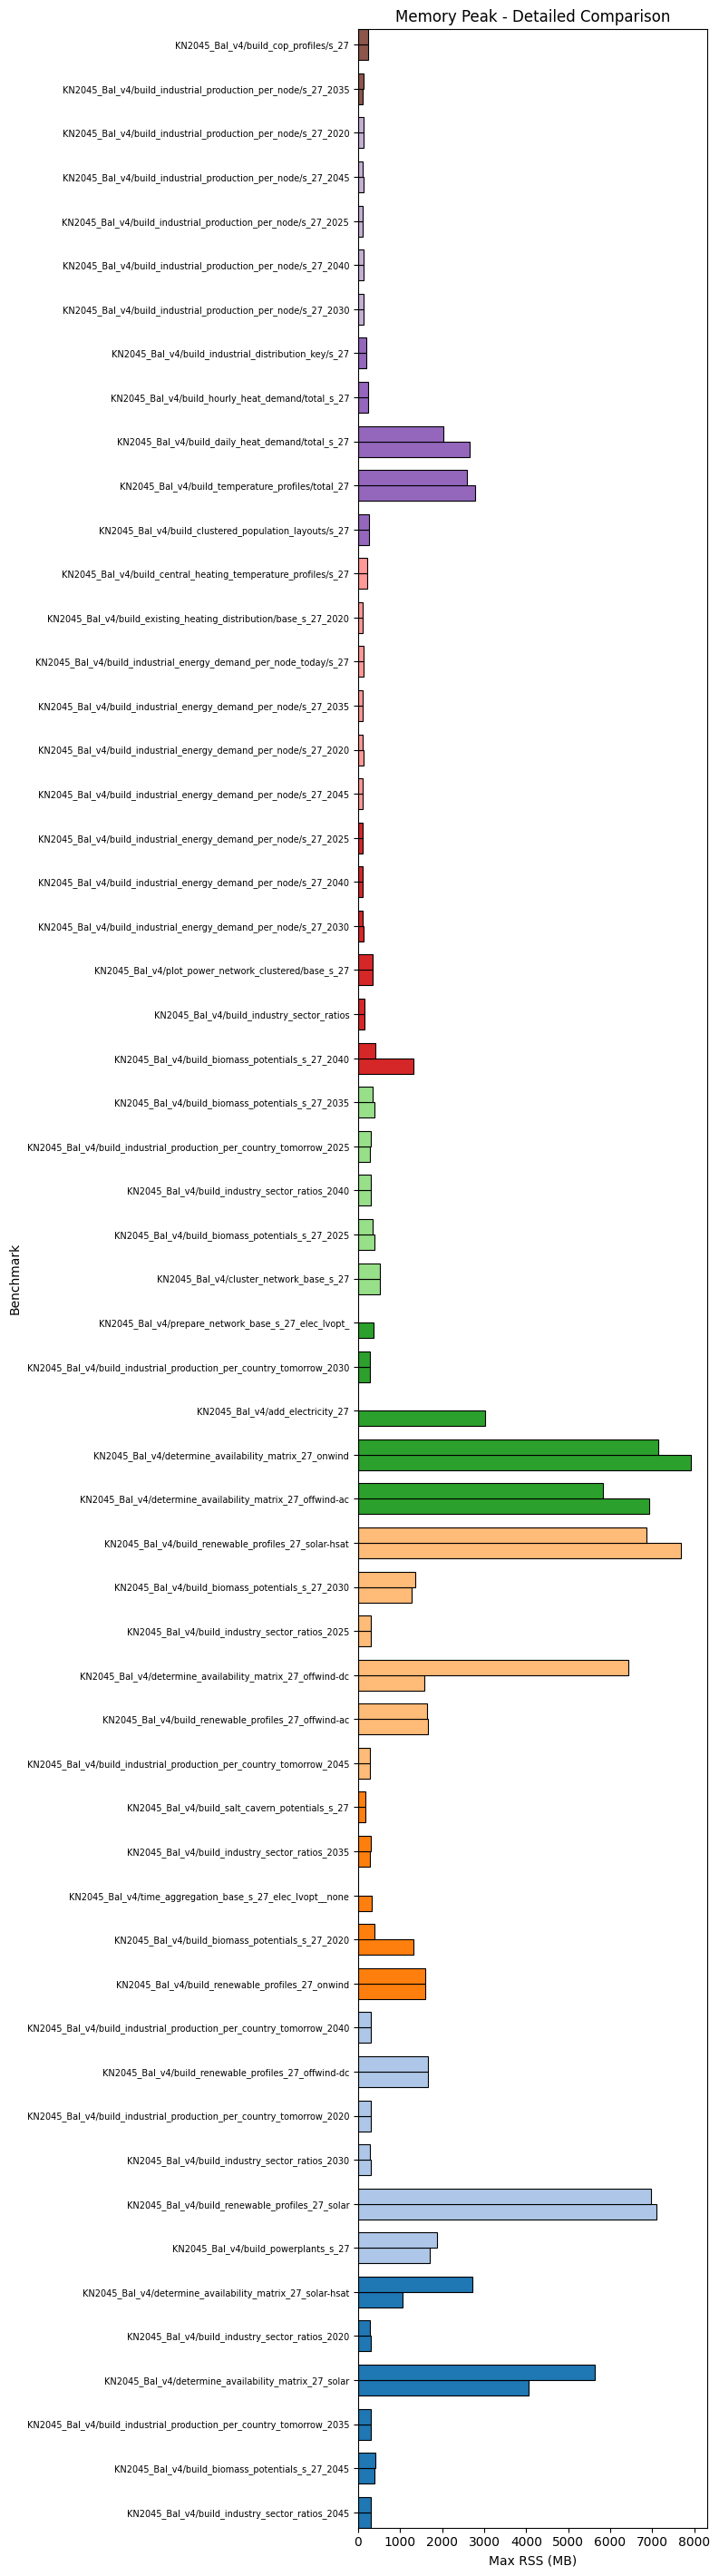 Memory Peak - Detailed Comparison
KN2045_Bal_v4/build_cop_profiles/s_27
KN2045_Bal_v4/build_industrial_production_per_node/s_27_2035
KN2045_Bal_v4/build_industrial_production_per_node/s_27_2020
KN2045_Bal_v4/build_industrial_production_per_node/s_27_2045
KN2045_Bal_v4/build_industrial_production_per_node/s_27_2025
KN2045_Bal_v4/build_industrial_production_per_node/s_27_2040
KN2045_Bal_v4/build_industrial_production_per_node/s_27_2030
KN2045_Bal_v4/build_industrial_distribution_key/s_27
KN2045_Bal_v4/build_hourly_heat_demand/total_s_27
KN2045_Bal_v4/build_daily_heat_demand/total_s_27
KN2045_Bal_v4/build_temperature_profiles/total_27
KN2045_Bal_v4/build_clustered_population_layouts/s_27
KN2045_Bal_v4/build_central_heating_temperature_profiles/s_27
KN2045_Bal_v4/build_existing_heating_distribution/base_s_27_2020
KN2045_Bal_v4/build_industrial_energy_demand_per_node_today/s_27
KN2045_Bal_v4/build_industrial_energy_demand_per_node/s_27_2035
KN2045_Bal_v4/build_industrial_energy_demand_per_node/s_27_2020
KN2045_Bal_v4/build_industrial_energy_demand_per_node/s_27_2045
KN2045_Bal_v4/build_industrial_energy_demand_per_node/s_27_2025
KN2045_Bal_v4/build_industrial_energy_demand_per_node/s_27_2040
KN2045_Bal_v4/build_industrial_energy_demand_per_node/s_27_2030
KN2045_Bal_v4/plot_power_network_clustered/base_s_27
KN2045_Bal_v4/build_industry_sector_ratios
KN2045_Bal_v4/build_biomass_potentials_s_27_2040
KN2045_Bal_v4/build_biomass_potentials_s_27_2035
KN2045_Bal_v4/build_industrial_production_per_country_tomorrow_2025
KN2045_Bal_v4/build_industry_sector_ratios_2040
KN2045_Bal_v4/build_biomass_potentials_s_27_2025
KN2045_Bal_v4/cluster_network_base_s_27
KN2045_Bal_v4/prepare_network_base_s_27_elec_lvopt_
KN2045_Bal_v4/build_industrial_production_per_country_tomorrow_2030
KN2045_Bal_v4/add_electricity_27
KN2045_Bal_v4/determine_availability_matrix_27_onwind
KN2045_Bal_v4/determine_availability_matrix_27_offwind-ac
KN2045_Bal_v4/build_renewable_profiles_27_solar-hsat
KN2045_Bal_v4/build_biomass_potentials_s_27_2030
KN2045_Bal_v4/build_industry_sector_ratios_2025
KN2045_Bal_v4/determine_availability_matrix_27_offwind-dc
KN2045_Bal_v4/build_renewable_profiles_27_offwind-ac
KN2045_Bal_v4/build_industrial_production_per_country_tomorrow_2045
KN2045_Bal_v4/build_salt_cavern_potentials_s_27
KN2045_Bal_v4/build_industry_sector_ratios_2035
KN2045_Bal_v4/time_aggregation_base_s_27_elec_lvopt__none
KN2045_Bal_v4/build_biomass_potentials_s_27_2020
KN2045_Bal_v4/build_renewable_profiles_27_onwind
KN2045_Bal_v4/build_industrial_production_per_country_tomorrow_2040
KN2045_Bal_v4/build_renewable_profiles_27_offwind-dc
KN2045_Bal_v4/build_industrial_production_per_country_tomorrow_2020
KN2045_Bal_v4/build_industry_sector_ratios_2030
KN2045_Bal_v4/build_renewable_profiles_27_solar
KN2045_Bal_v4/build_powerplants_s_27
KN2045_Bal_v4/determine_availability_matrix_27_solar-hsat
KN2045_Bal_v4/build_industry_sector_ratios_2020
KN2045_Bal_v4/determine_availability_matrix_27_solar
KN2045_Bal_v4/build_industrial_production_per_country_tomorrow_2035
KN2045_Bal_v4/build_biomass_potentials_s_27_2045
KN2045_Bal_v4/build_industry_sector_ratios_2045
Benchmark
0 1000 2000 3000 4000 5000 6000 7000 8000
Max RSS (MB)